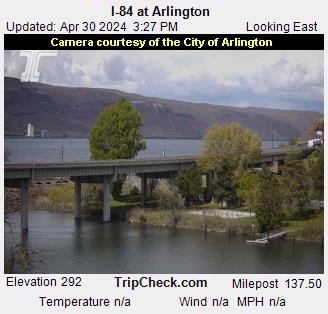 I-84 at Arlington
Updated: Apr 30 2024 3:27 PM Looking East
Camera courtesy of the City of Arlington
Elevation 292 TripCheck.com Milepost 137.50
Temperature n/a Wind n/a MPH n/a